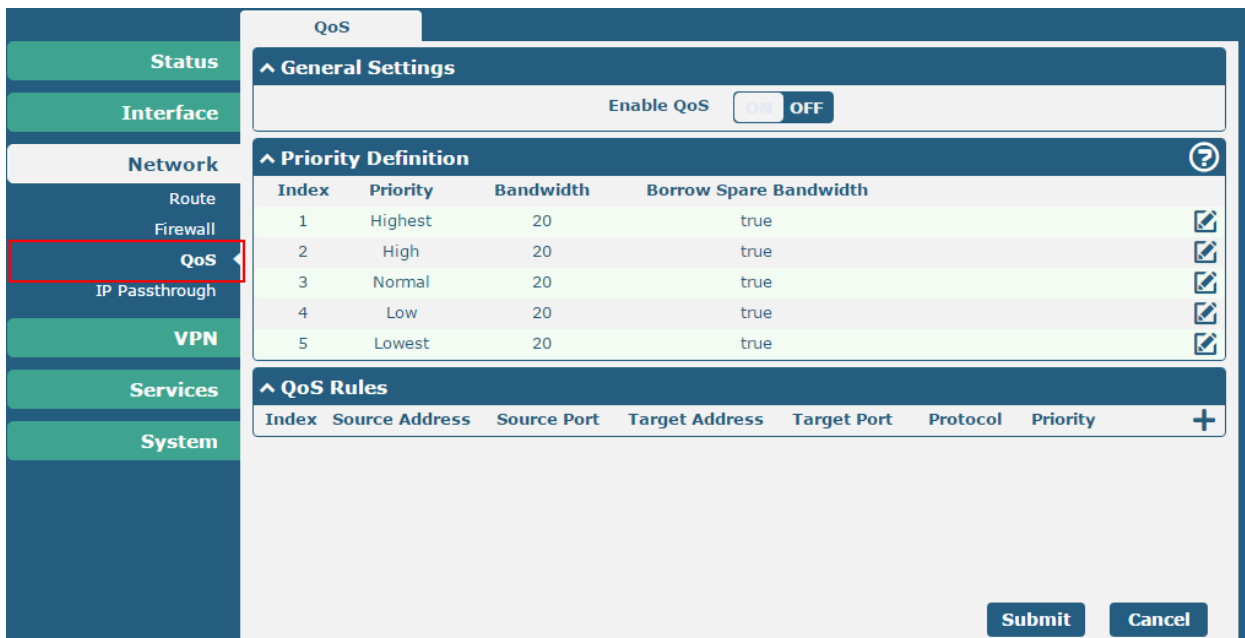 QoS
Status
Interface
Network
Route
Firewall
QoS
IP Passthrough
VPN
Services
System
General Settings
Enable QoS ON OFF
Priority Definition ?
Index Priority Bandwidth Borrow Spare Bandwidth
1 Highest 20 true
2 High 20 true
3 Normal 20 true
4 Low 20 true
5 Lowest 20 true
QoS Rules
Index Source Address Source Port Target Address Target Port Protocol Priority
Submit Cancel